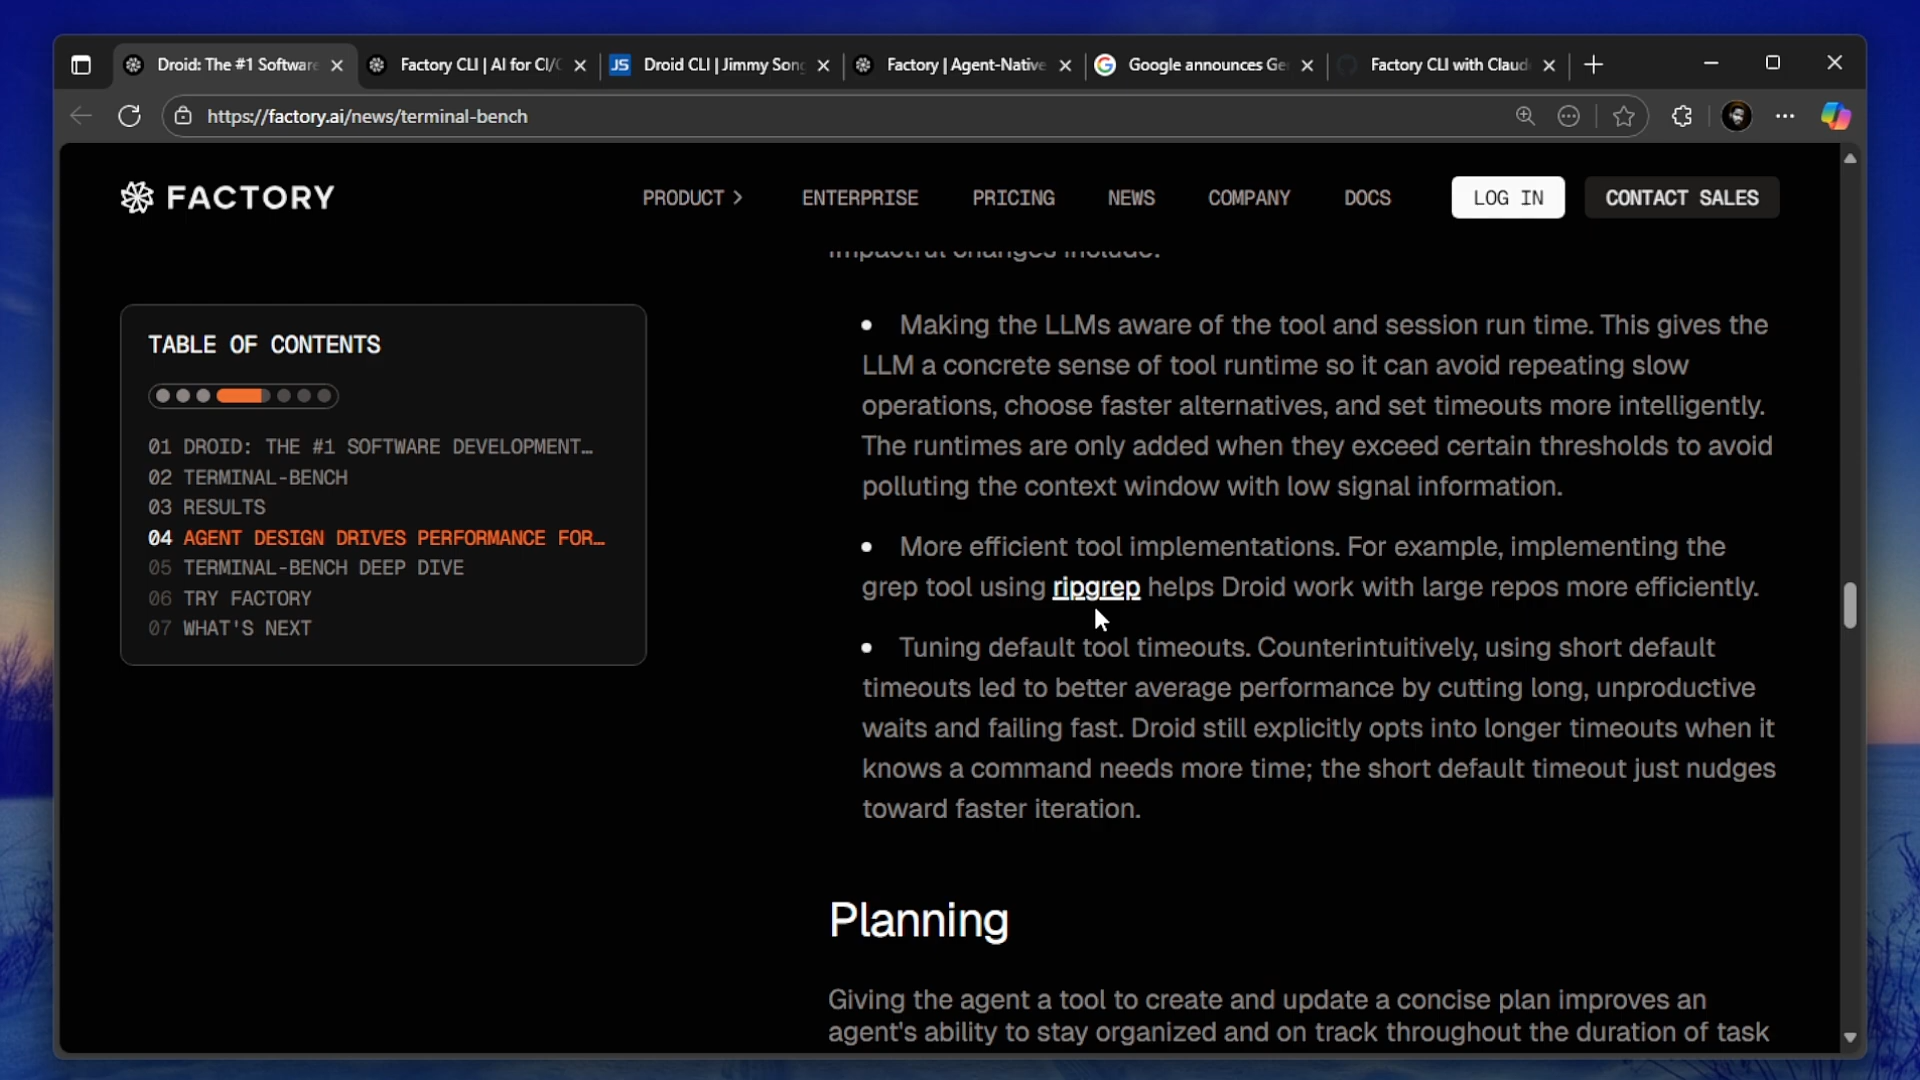 Droid: The #1 Software
Factory CLI | AI for CI/C
JS
Droid CLI | Jimmy Song
Factory | Agent-Native
Google announces Ge
Factory CLI with Claud
https://factory.ai/news/terminal-bench
FACTORY
PRODUCT
ENTERPRISE
PRICING
NEWS
COMPANY
DOCS
LOG IN
CONTACT SALES
impactful changes include:
TABLE OF CONTENTS
01 DROID: THE #1 SOFTWARE DEVELOPMENT…
02 TERMINAL-BENCH
03 RESULTS
04 AGENT DESIGN DRIVES PERFORMANCE FOR…
05 TERMINAL-BENCH DEEP DIVE
06 TRY FACTORY
07 WHAT'S NEXT
• Making the LLMs aware of the tool and session run time. This gives the
LLM a concrete sense of tool runtime so it can avoid repeating slow
operations, choose faster alternatives, and set timeouts more intelligently.
The runtimes are only added when they exceed certain thresholds to avoid
polluting the context window with low signal information.
• More efficient tool implementations. For example, implementing the
grep tool using ripgrep helps Droid work with large repos more efficiently.
• Tuning default tool timeouts. Counterintuitively, using short default
timeouts led to better average performance by cutting long, unproductive
waits and failing fast. Droid still explicitly opts into longer timeouts when it
knows a command needs more time; the short default timeout just nudges
toward faster iteration.
Planning
Giving the agent a tool to create and update a concise plan improves an
agent's ability to stay organized and on track throughout the duration of task